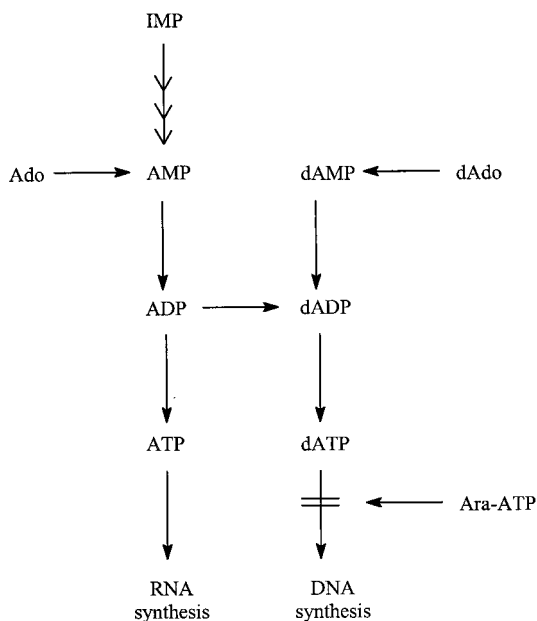 IMP
Ado
AMP
dAMP
dAdo
ADP
dADP
ATP
dATP
Ara-ATP
RNA
synthesis
DNA
synthesis